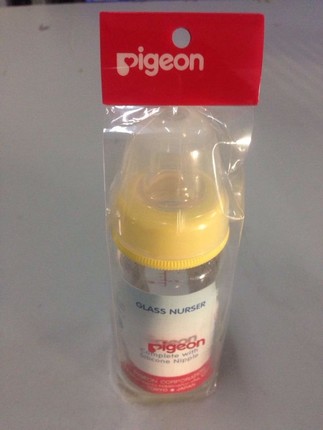 pigeon
GLASS NURSER
pigeon
Complete with
Silicone Nipple